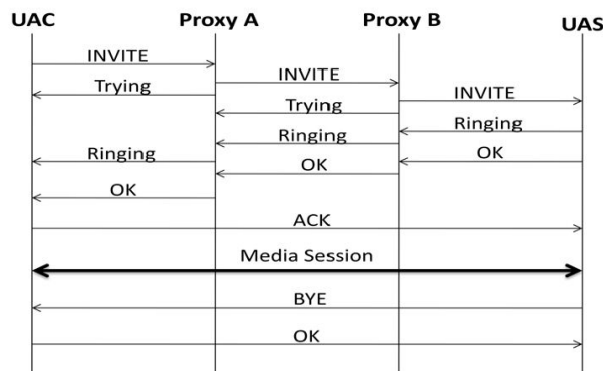 UAC Proxy A Proxy B UAS
INVITE
INVITE
Trying
INVITE
Trying
Ringing
Ringing
Ringing
OK
OK
OK
ACK
Media Session
BYE
OK